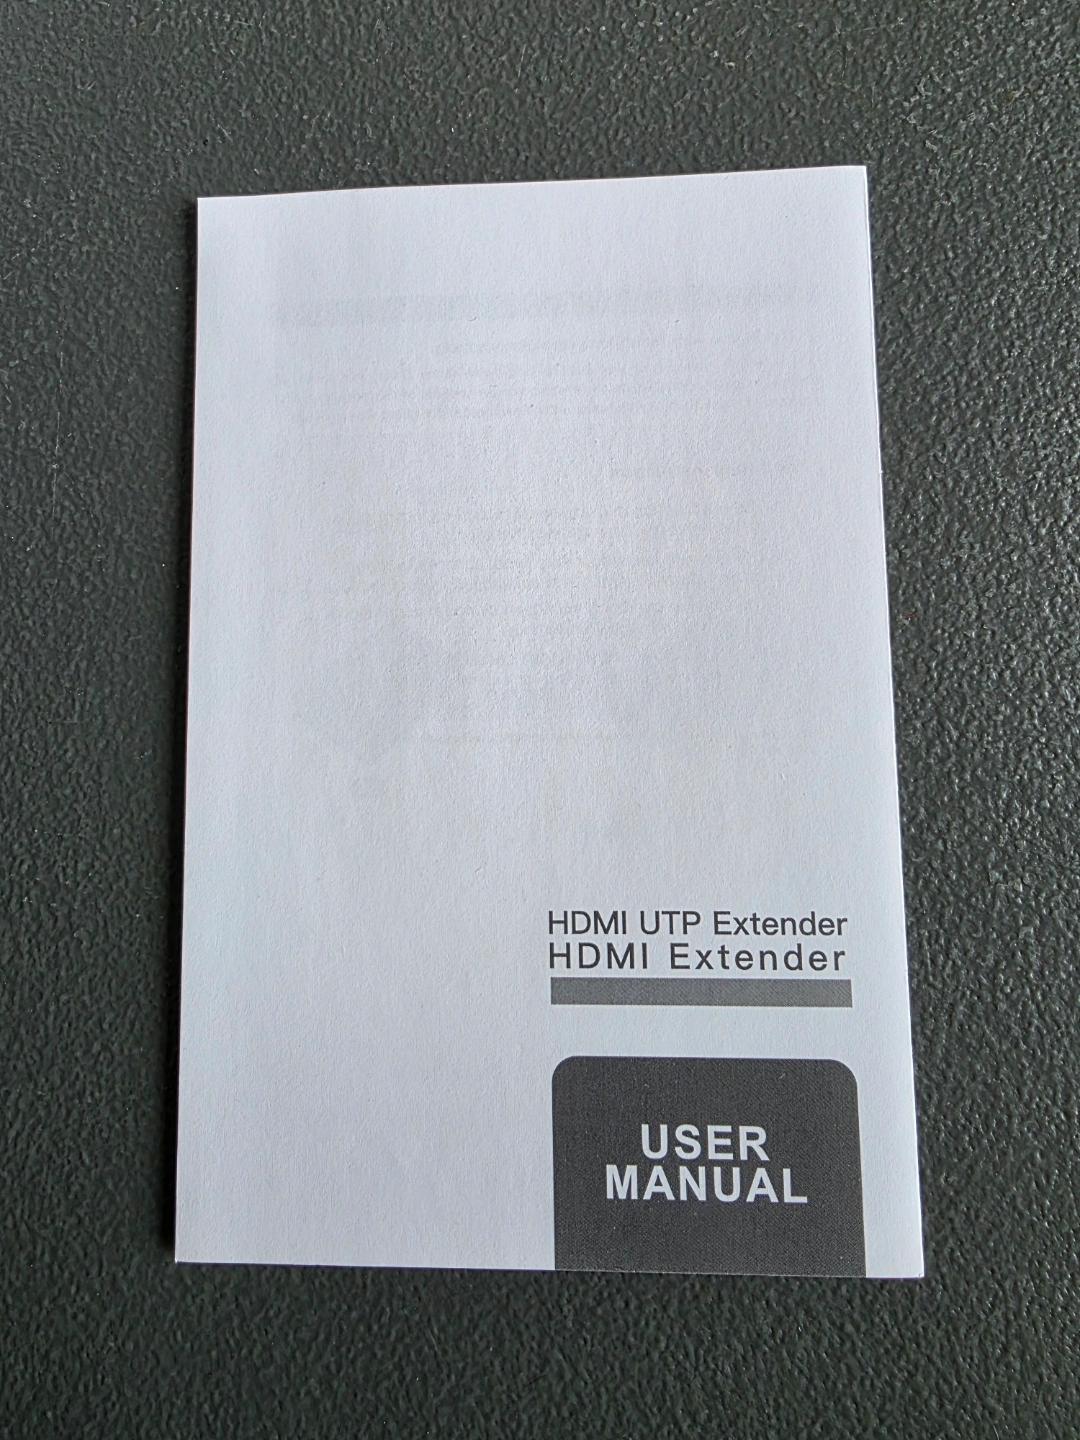 HDMI UTP Extender
HDMI Extender
USER
MANUAL